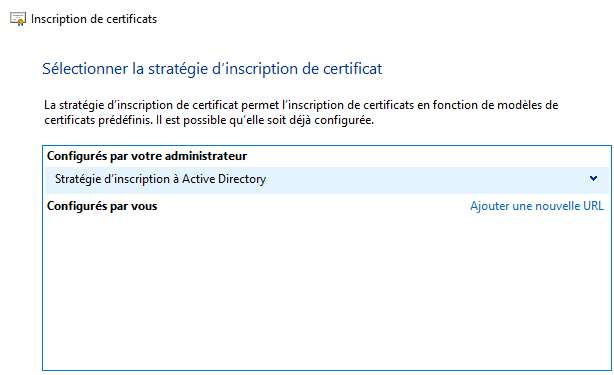 Inscription de certificats
Sélectionner la stratégie d’inscription de certificat
La stratégie d’inscription de certificat permet l’inscription de certificats en fonction de modèles de
certificats prédéfinis. Il est possible qu’elle soit déjà configurée.
Configurés par votre administrateur
Stratégie d’inscription à Active Directory
Configurés par vous
Ajouter une nouvelle URL